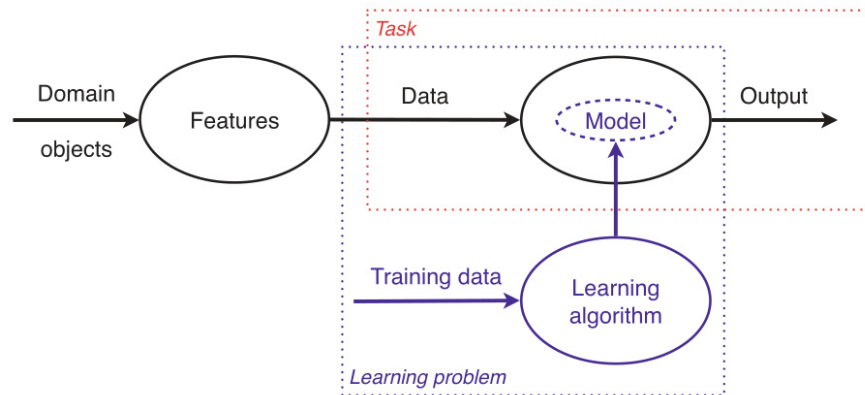 Task
Domain
objects
Features
Data
Model
Output
Training data
Learning
algorithm
Learning problem